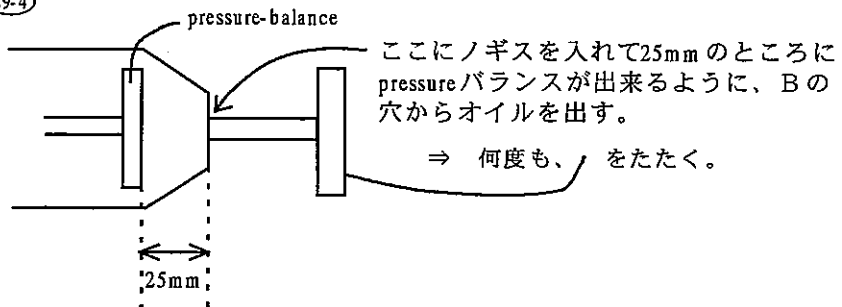 9-4
pressure-balance
ここにノギスを入れて25mmのところに
pressureバランスが出来るように、Bの
穴からオイルを出す。
⇒ 何度も、 をたたく。
25mm